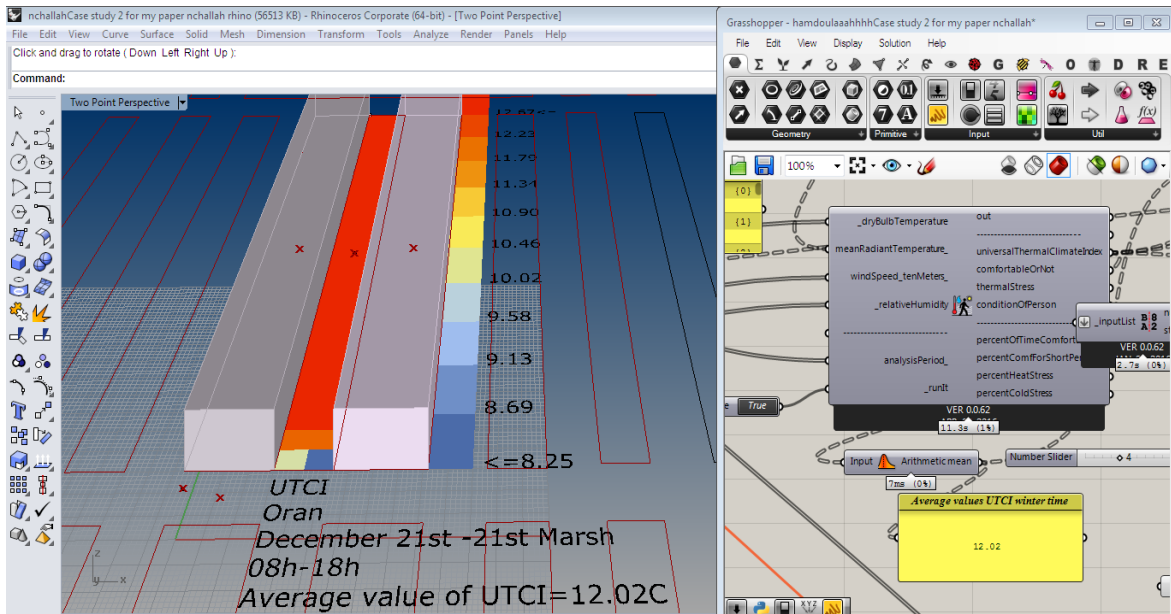 nchallahCase study 2 for my paper nchallah rhino (56513 KB) - Rhinoceros Corporate (64-bit) - [Two Point Perspective]
File Edit View Curve Surface Solid Mesh Dimension Transform Tools Analyze Render Panels Help
Click and drag to rotate ( Down Left Right Up ):
Command:
Two Point Perspective
12.67<=
12.23
11.79
11.34
10.90
10.46
10.02
9.58
9.13
8.69
<=8.25
UTCI
Oran
December 21st -21st Marsh
08h-18h
Average value of UTCI=12.02C
z
y x
Grasshopper - hamdoulaaahhhhCase study 2 for my paper nchallah*
File Edit View Display Solution Help
G O D R E
Geometry Primitive Input Util
100%
{0}
{1}
_dryBulbTemperature
meanRadiantTemperature_
windSpeed_tenMeters_
_relativeHumidity
analysisPeriod_
_runIt
out
universalThermalClimateIndex
comfortableOrNot
thermalStress
conditionOfPerson
percentOfTimeComfort
percentComfForShortPe
percentHeatStress
percentColdStress
VER 0.0.62
11.3s (1%)
_inputList
VER 0.0.62
2.7s (0%)
True
Input Arithmetic mean
7ms (0%)
Number Slider 4
Average values UTCI winter time
12.02